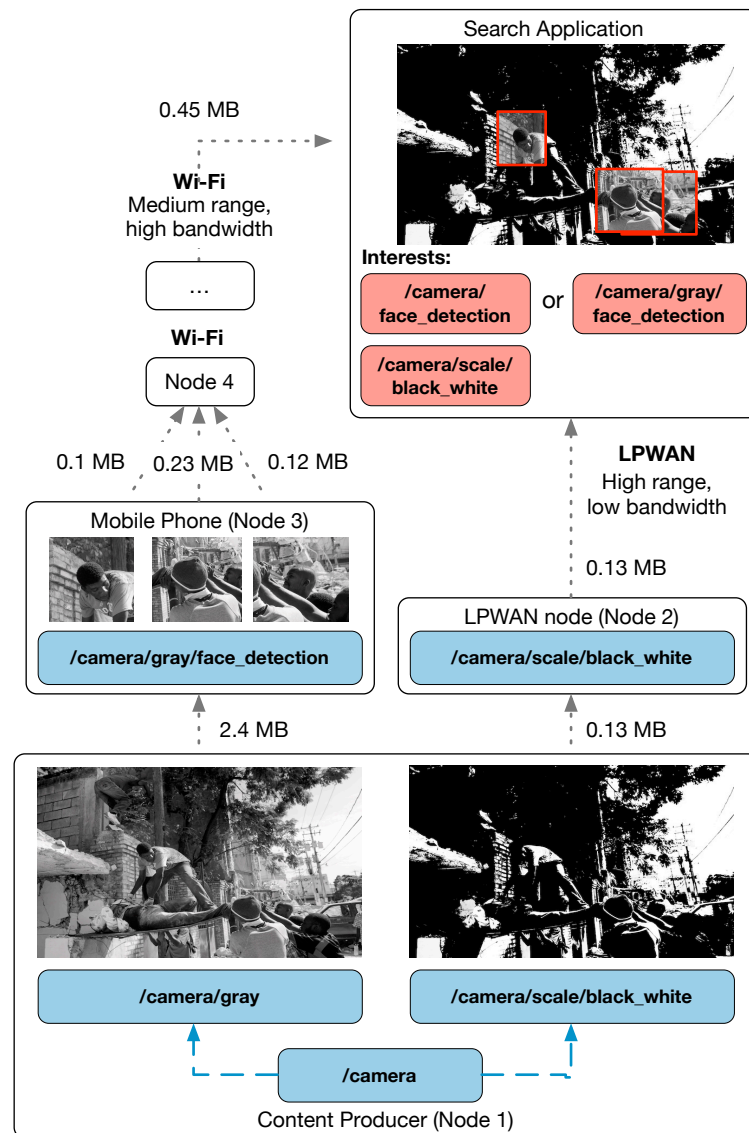 Search Application
0.45 MB
Wi-Fi
Medium range,
high bandwidth
...
Interests:
/camera/
face_detection
or
/camera/gray/
face_detection
/camera/scale/
black_white
Wi-Fi
Node 4
0.1 MB
0.23 MB
0.12 MB
LPWAN
High range,
low bandwidth
Mobile Phone (Node 3)
/camera/gray/face_detection
0.13 MB
LPWAN node (Node 2)
/camera/scale/black_white
2.4 MB
0.13 MB
/camera/gray
/camera/scale/black_white
/camera
Content Producer (Node 1)